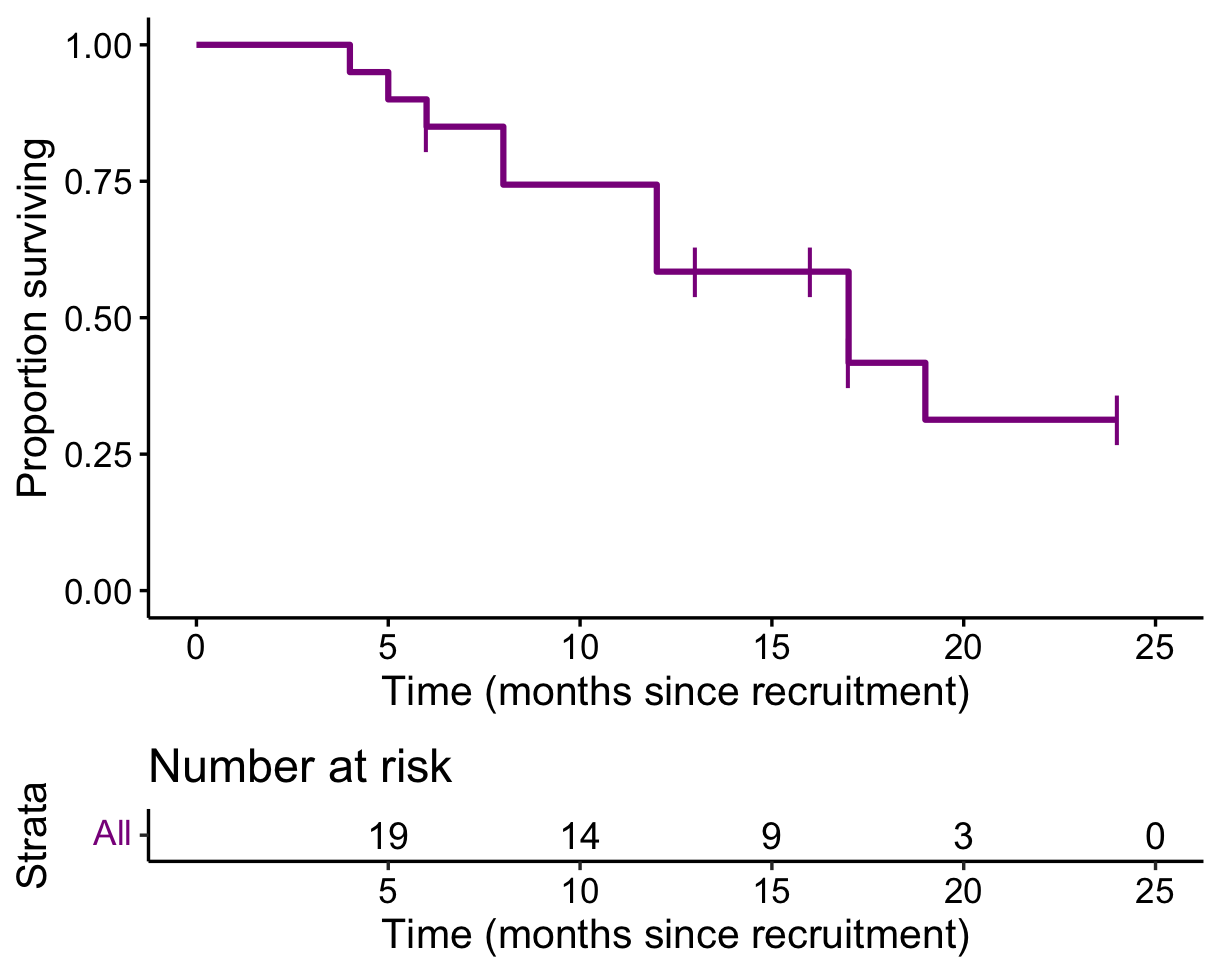 Proportion surviving
1.00
0.75
0.50
0.25
0.00
0 5 10 15 20 25
Time (months since recruitment)
Number at risk
Strata
All 19 14 9 3 0
5 10 15 20 25
Time (months since recruitment)